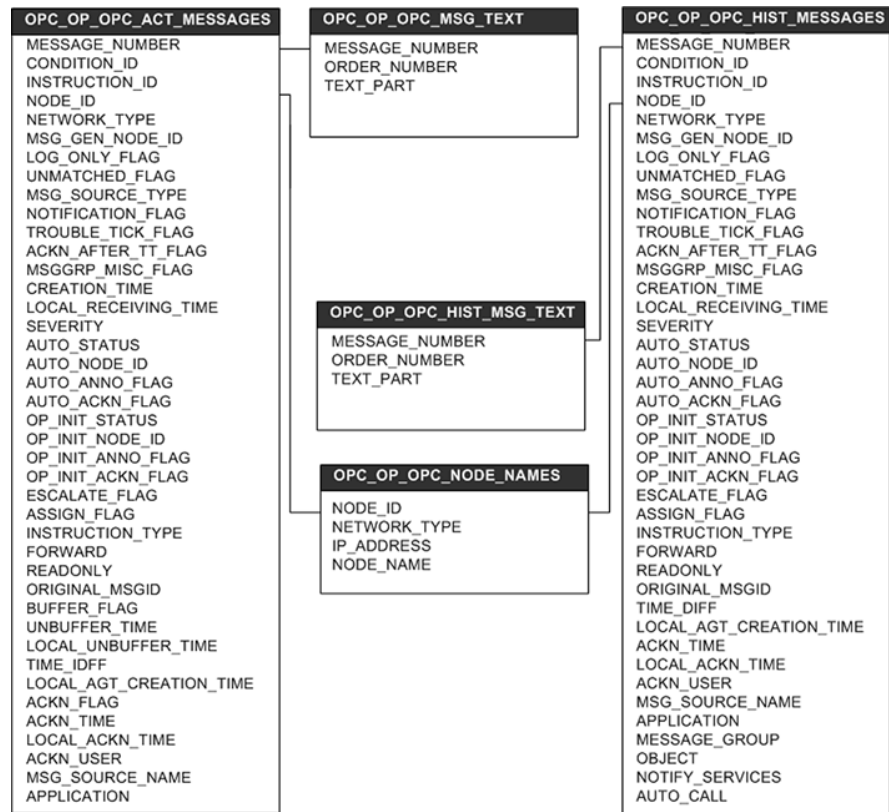 OPC_OP_OPC_ACT_MESSAGES
MESSAGE_NUMBER
CONDITION_ID
INSTRUCTION_ID
NODE_ID
NETWORK_TYPE
MSG_GEN_NODE_ID
LOG_ONLY_FLAG
UNMATCHED_FLAG
MSG_SOURCE_TYPE
NOTIFICATION_FLAG
TROUBLE_TICK_FLAG
ACKN_AFTER_TT_FLAG
MSGGRP_MISC_FLAG
CREATION_TIME
LOCAL_RECEIVING_TIME
SEVERITY
AUTO_STATUS
AUTO_NODE_ID
AUTO_ANNO_FLAG
AUTO_ACKN_FLAG
OP_INIT_STATUS
OP_INIT_NODE_ID
OP_INIT_ANNO_FLAG
OP_INIT_ACKN_FLAG
ESCALATE_FLAG
ASSIGN_FLAG
INSTRUCTION_TYPE
FORWARD
READONLY
ORIGINAL_MSGID
BUFFER_FLAG
UNBUFFER_TIME
LOCAL_UNBUFFER_TIME
TIME_IDFF
LOCAL_AGT_CREATION_TIME
ACKN_FLAG
ACKN_TIME
LOCAL_ACKN_TIME
ACKN_USER
MSG_SOURCE_NAME
APPLICATION
OPC_OP_OPC_MSG_TEXT
MESSAGE_NUMBER
ORDER_NUMBER
TEXT_PART
OPC_OP_OPC_HIST_MSG_TEXT
MESSAGE_NUMBER
ORDER_NUMBER
TEXT_PART
OPC_OP_OPC_NODE_NAMES
NODE_ID
NETWORK_TYPE
IP_ADDRESS
NODE_NAME
OPC_OP_OPC_HIST_MESSAGES
MESSAGE_NUMBER
CONDITION_ID
INSTRUCTION_ID
NODE_ID
NETWORK_TYPE
MSG_GEN_NODE_ID
LOG_ONLY_FLAG
UNMATCHED_FLAG
MSG_SOURCE_TYPE
NOTIFICATION_FLAG
TROUBLE_TICK_FLAG
ACKN_AFTER_TT_FLAG
MSGGRP_MISC_FLAG
CREATION_TIME
LOCAL_RECEIVING_TIME
SEVERITY
AUTO_STATUS
AUTO_NODE_ID
AUTO_ANNO_FLAG
AUTO_ACKN_FLAG
OP_INIT_STATUS
OP_INIT_NODE_ID
OP_INIT_ANNO_FLAG
OP_INIT_ACKN_FLAG
ESCALATE_FLAG
ASSIGN_FLAG
INSTRUCTION_TYPE
FORWARD
READONLY
ORIGINAL_MSGID
TIME_DIFF
LOCAL_AGT_CREATION_TIME
ACKN_TIME
LOCAL_ACKN_TIME
ACKN_USER
MSG_SOURCE_NAME
APPLICATION
MESSAGE_GROUP
OBJECT
NOTIFY_SERVICES
AUTO_CALL